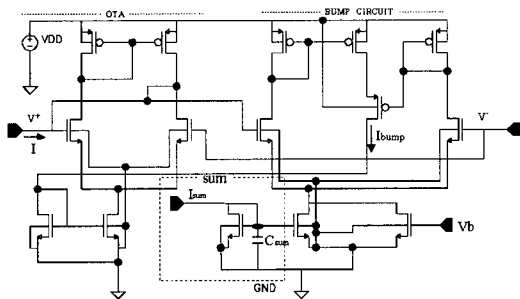 OTA
BUMP CIRCUIT
VDD
V+
V-
I
Ibump
sum
Isum
Csum
Vb
GND